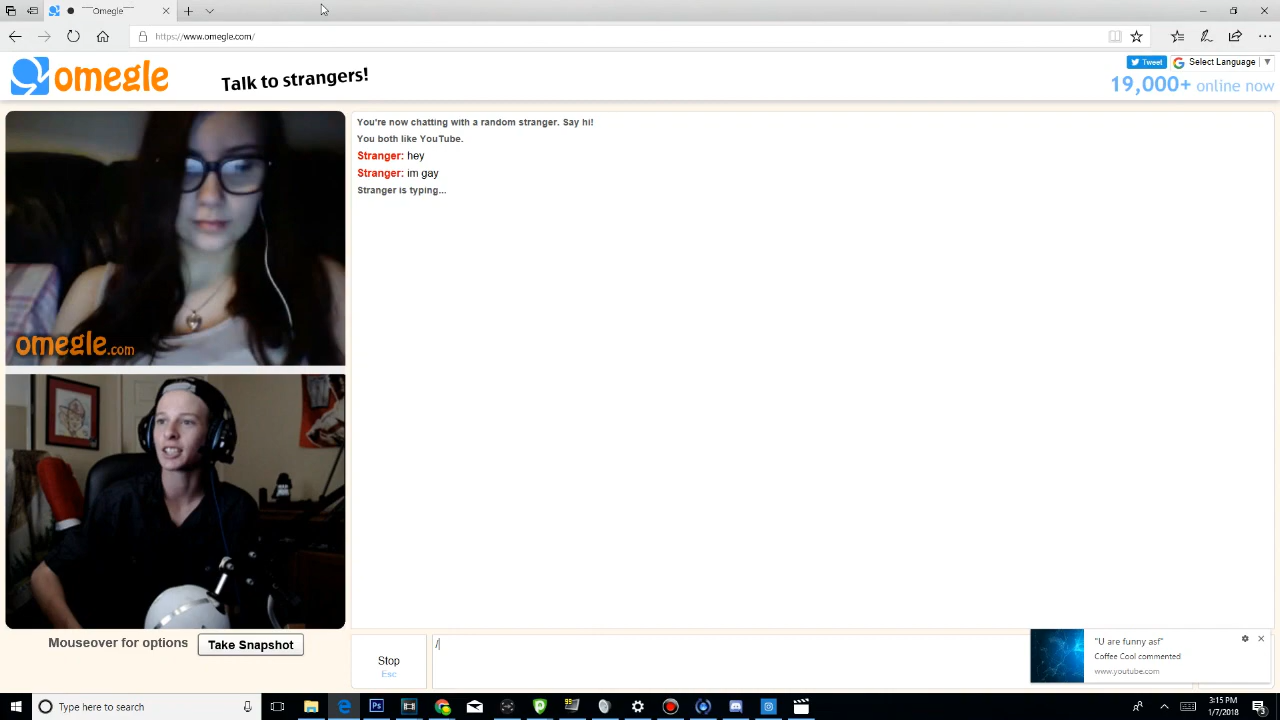 Omegle
https://www.omegle.com/
omegle
Talk to strangers!
Tweet
Select Language
19,000+ online now
You're now chatting with a random stranger. Say hi!
You both like YouTube.
Stranger: hey
Stranger: im gay
Stranger is typing...
omegle.com
Mouseover for options
Take Snapshot
Stop
Esc
/
"U are funny asf"
Coffee Cool commented
www.youtube.com
Type here to search
3:15 PM
1/7/2018